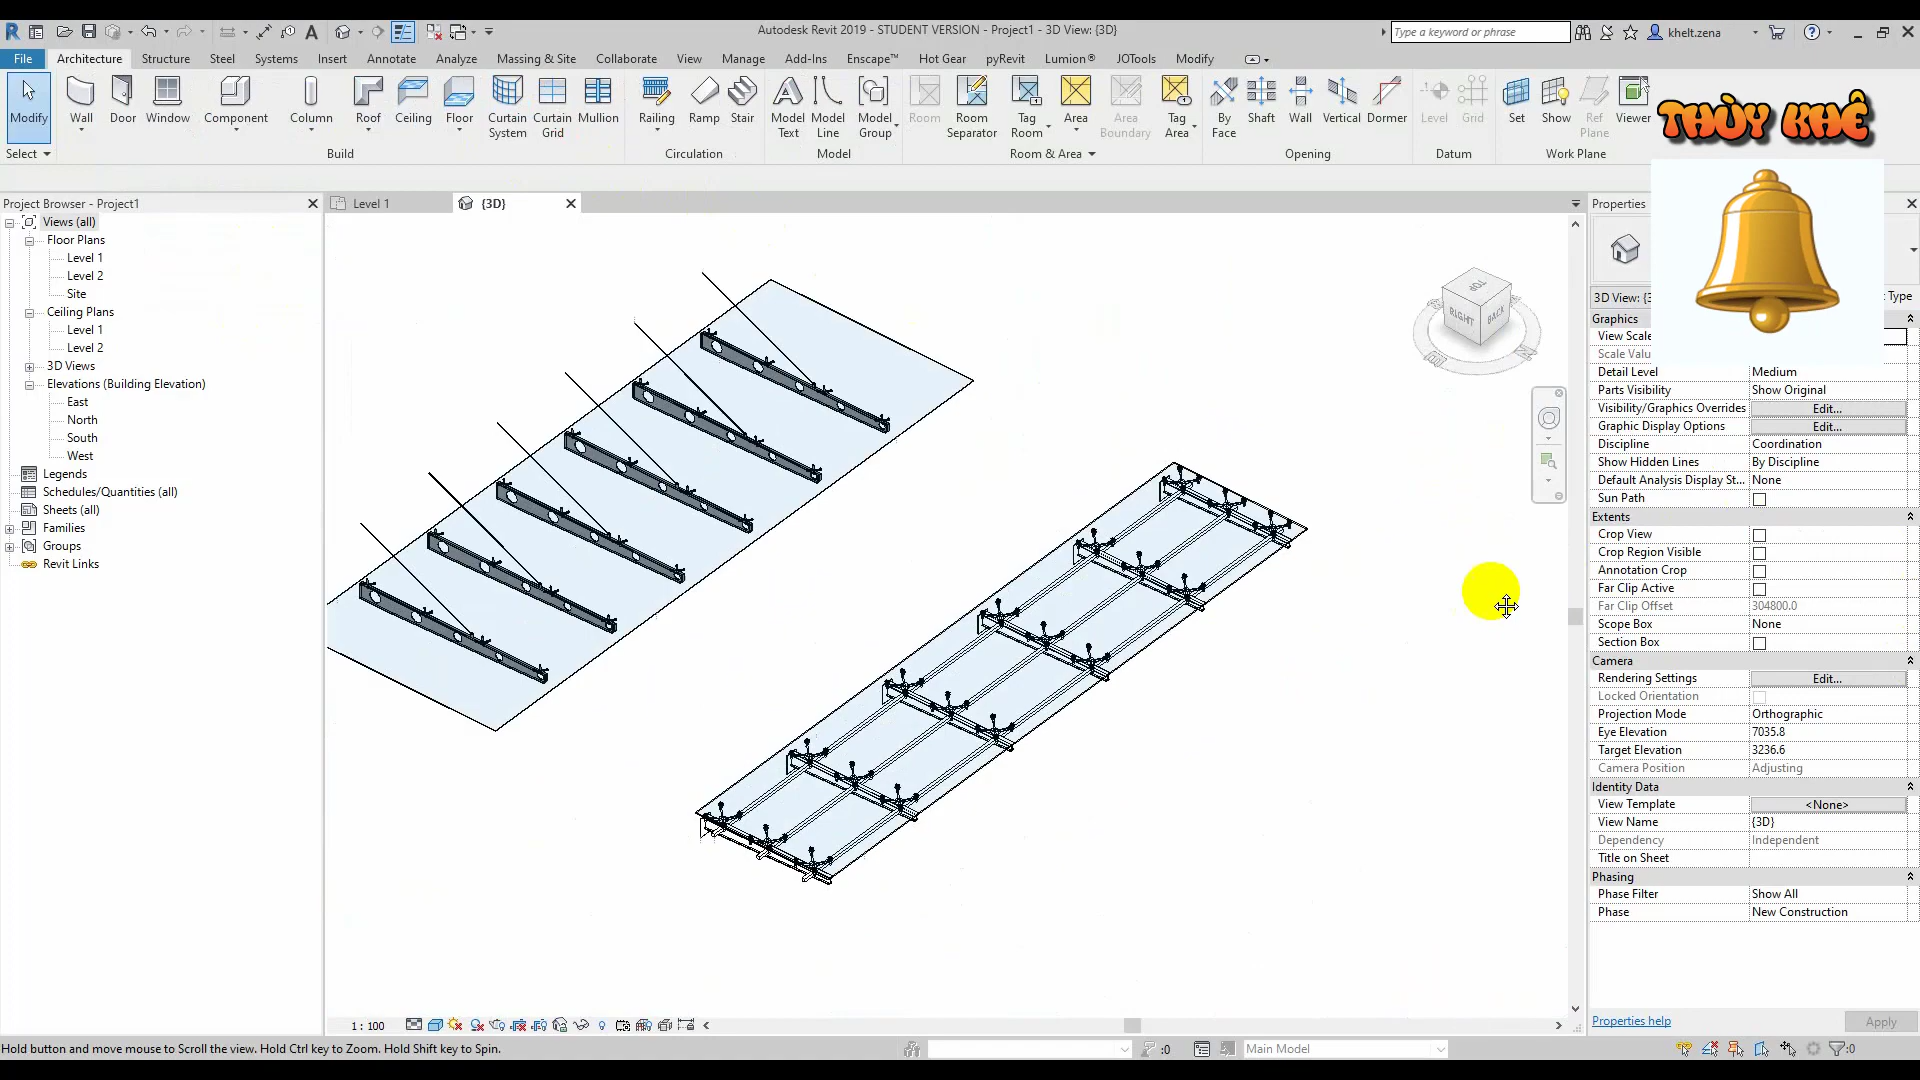 Autodesk Revit 2019 - STUDENT VERSION - Project1 - 3D View: {3D}
Type a keyword or phrase
khelt.zena
File Architecture Structure Steel Systems Insert Annotate Analyze Massing & Site Collaborate View Manage Add-Ins Enscape™ Hot Gear pyRevit Lumion® JOTools Modify
Modify Wall Door Window Component Column Roof Ceiling Floor Curtain System Curtain Grid Mullion Railing Ramp Stair Model Text Model Line Model Group Room Room Separator Tag Room Area Area Boundary Tag Area By Face Shaft Wall Vertical Dormer Level Grid Set Show Ref Plane Viewer
THÙY KHÊ
Select Build Circulation Model Room & Area Opening Datum Work Plane
Project Browser - Project1
Views (all)
Floor Plans
Level 1
Level 2
Site
Ceiling Plans
Level 1
Level 2
3D Views
Elevations (Building Elevation)
East
North
South
West
Legends
Schedules/Quantities (all)
Sheets (all)
Families
Groups
Revit Links
Level 1
{3D}
TOP
RIGHT
BACK
Properties
3D View: {3
Type
Graphics
View Scale
Scale Valu
Detail Level Medium
Parts Visibility Show Original
Visibility/Graphics Overrides Edit...
Graphic Display Options Edit...
Discipline Coordination
Show Hidden Lines By Discipline
Default Analysis Display St... None
Sun Path
Extents
Crop View
Crop Region Visible
Annotation Crop
Far Clip Active
Far Clip Offset 304800.0
Scope Box None
Section Box
Camera
Rendering Settings Edit...
Locked Orientation
Projection Mode Orthographic
Eye Elevation 7035.8
Target Elevation 3236.6
Camera Position Adjusting
Identity Data
View Template <None>
View Name {3D}
Dependency Independent
Title on Sheet
Phasing
Phase Filter Show All
Phase New Construction
Properties help
Apply
1 : 100
Hold button and move mouse to Scroll the view. Hold Ctrl key to Zoom. Hold Shift key to Spin.
:0
Main Model
:0